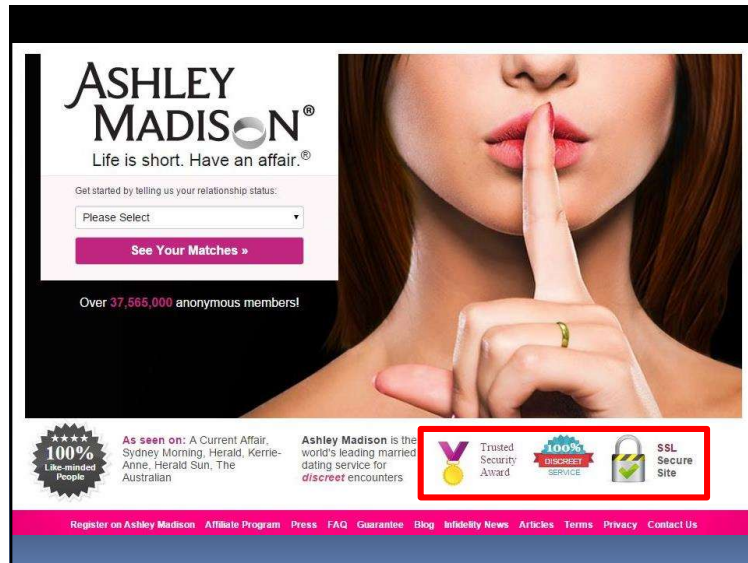 ASHLEY
MADISON®
Life is short. Have an affair.®
Get started by telling us your relationship status:
Please Select
See Your Matches »
Over 37,565,000 anonymous members!
100%
Like-minded
People
As seen on: A Current Affair,
Sydney Morning, Herald, Kerrie-
Anne, Herald Sun, The
Australian
Ashley Madison is the
world's leading married
dating service for
discreet encounters
Trusted
Security
Award
100%
DISCREET
SERVICE
SSL
Secure
Site
Register on Ashley Madison Affiliate Program Press FAQ Guarantee Blog Infidelity News Articles Terms Privacy Contact Us